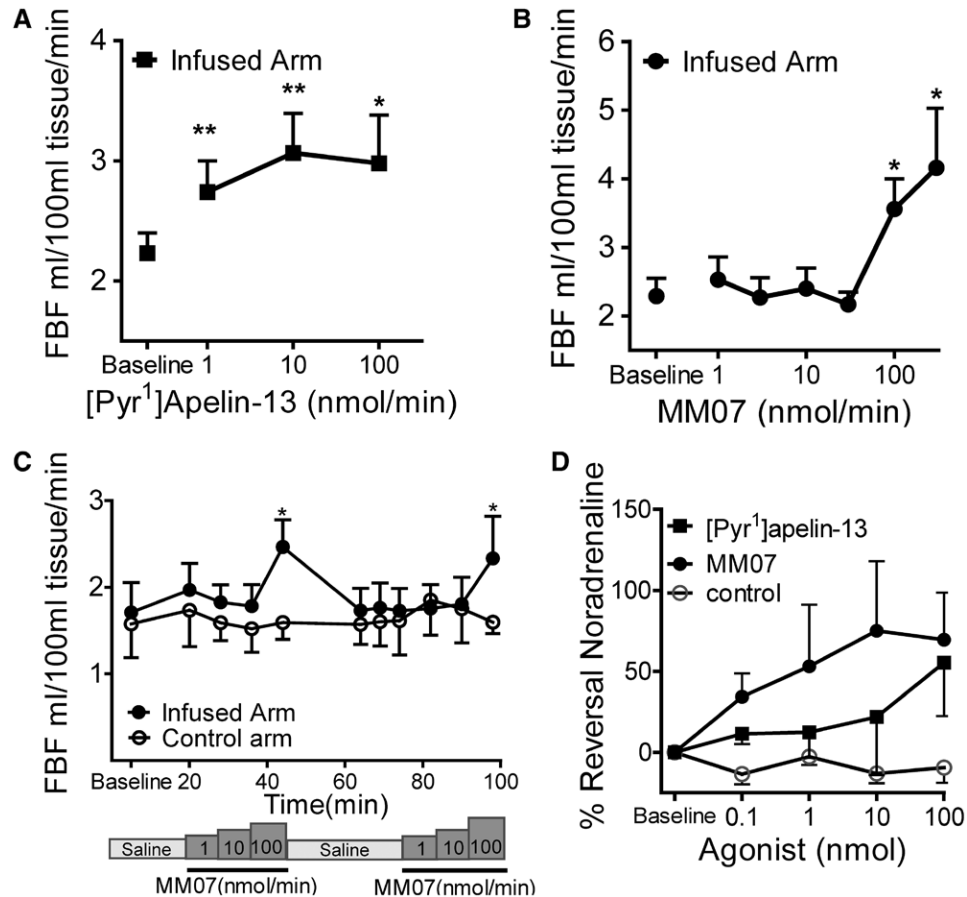 A
FBF ml/100ml tissue/min
4
3
2
Infused Arm
**
**
*
Baseline 1 10 100
[Pyr¹]Apelin-13 (nmol/min)
B
FBF ml/100ml tissue/min
6
5
4
3
2
Infused Arm
*
*
Baseline 1 10 100
MM07 (nmol/min)
C
FBF ml/100ml tissue/min
3
2
1
*
*
Infused Arm
Control arm
Baseline 20 40 60 80 100
Time(min)
Saline 1 10 100 Saline 1 10 100
MM07(nmol/min) MM07(nmol/min)
D
% Reversal Noradrenaline
150
100
50
0
[Pyr¹]apelin-13
MM07
control
Baseline 0.1 1 10 100
Agonist (nmol)